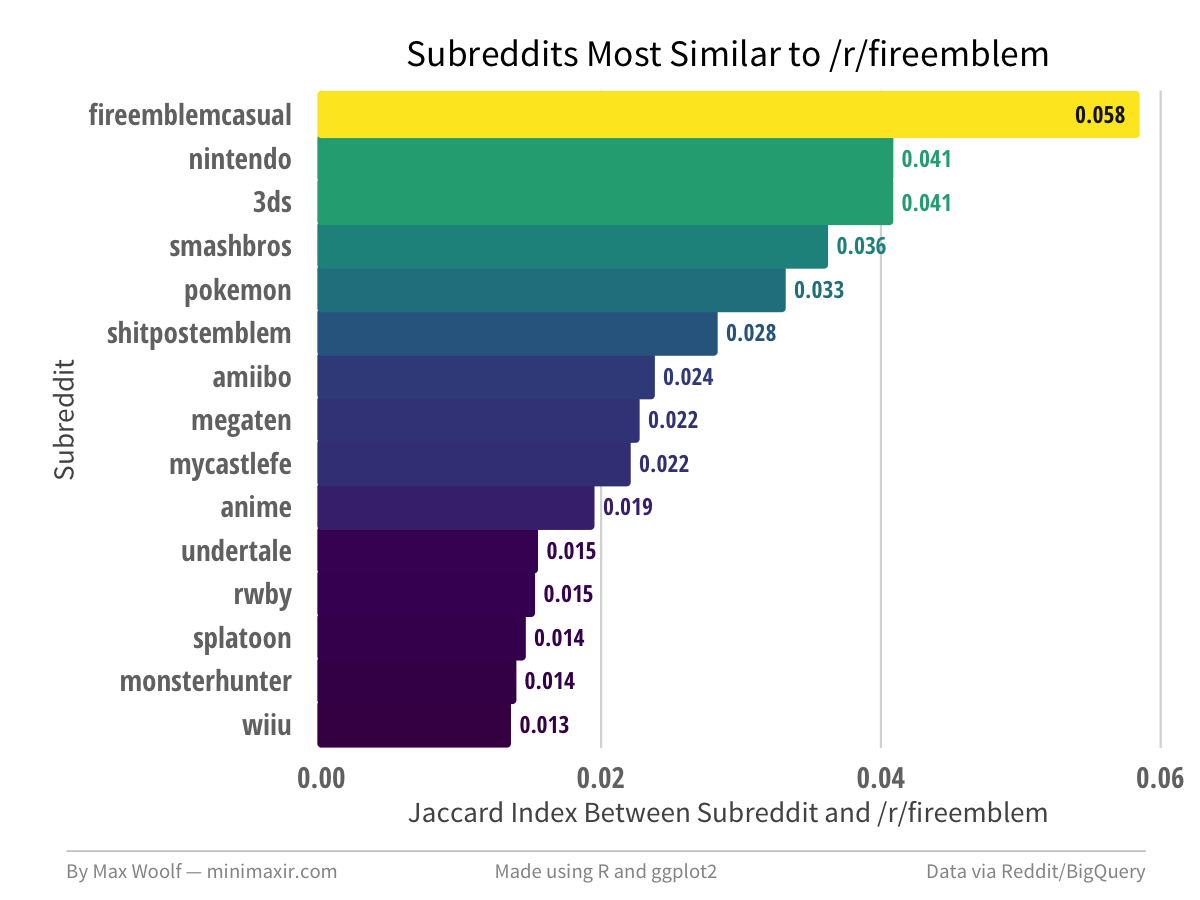 Subreddits Most Similar to /r/fireemblem
fireemblemcasual 0.058
nintendo 0.041
3ds 0.041
smashbros 0.036
pokemon 0.033
shitpostemblem 0.028
amiibo 0.024
megaten 0.022
mycastlefe 0.022
anime 0.019
undertale 0.015
rwby 0.015
splatoon 0.014
monsterhunter 0.014
wiiu 0.013
Subreddit
0.00 0.02 0.04 0.06
Jaccard Index Between Subreddit and /r/fireemblem
By Max Woolf — minimaxir.com Made using R and ggplot2 Data via Reddit/BigQuery